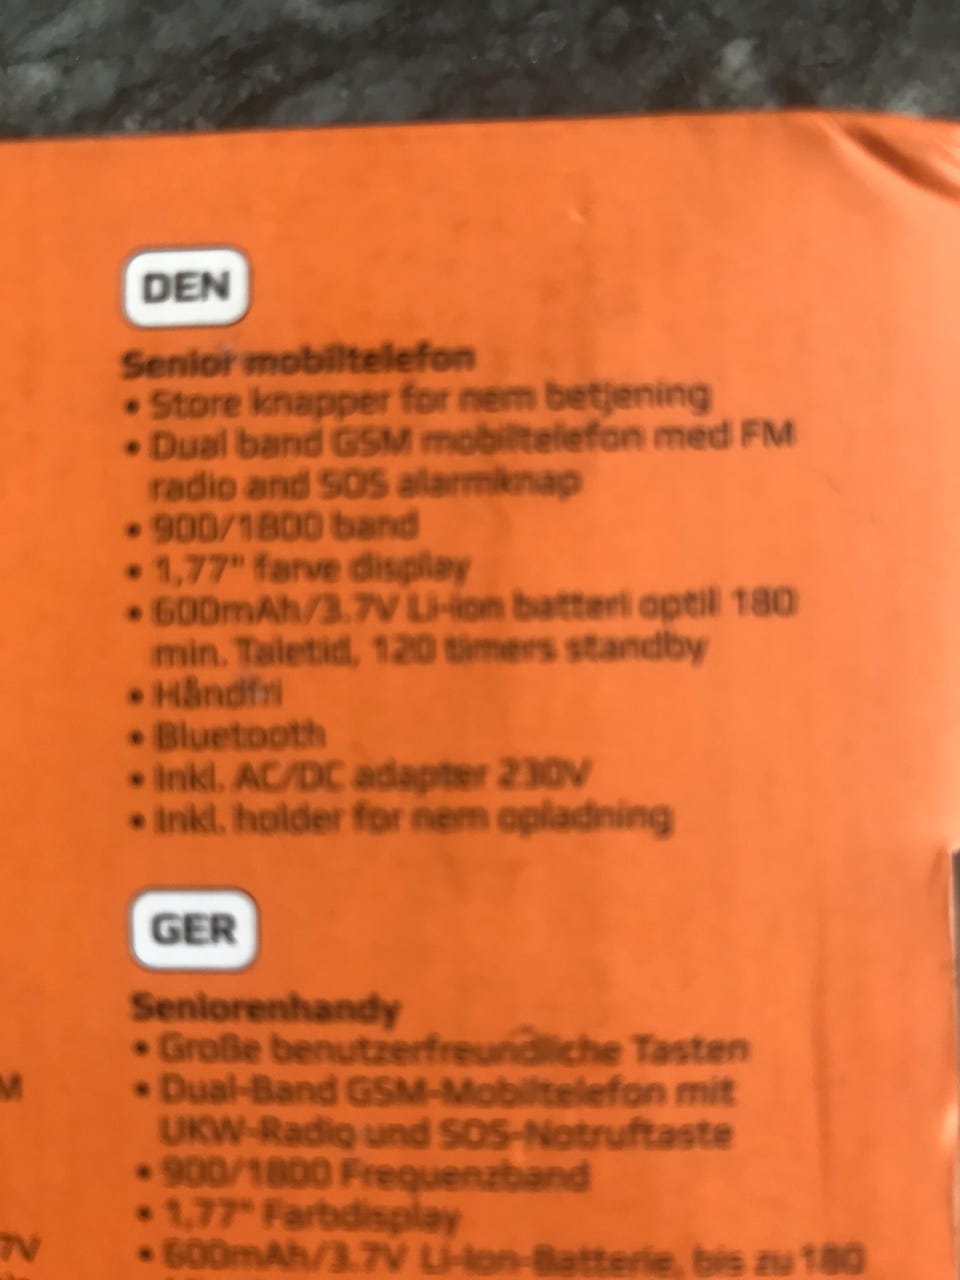 DEN
Senior mobiltelefon
• Store knapper for nem betjening
• Dual band GSM mobiltelefon med FM
radio and SOS alarmknap
• 900/1800 band
• 1,77" farve display
• 600mAh/3.7V Li-ion batteri optil 180
min. Taletid, 120 timers standby
• Håndfri
• Bluetooth
• Inkl. AC/DC adapter 230V
• Inkl. holder for nem opladning
GER
Seniorenhandy
• Große benutzerfreundliche Tasten
M
• Dual-Band GSM-Mobiltelefon mit
UKW-Radio und SOS-Notruftaste
• 900/1800 Frequenzband
• 1,77" Farbdisplay
7V
• 600mAh/3.7V Li-Ion-Batterie, bis zu 180